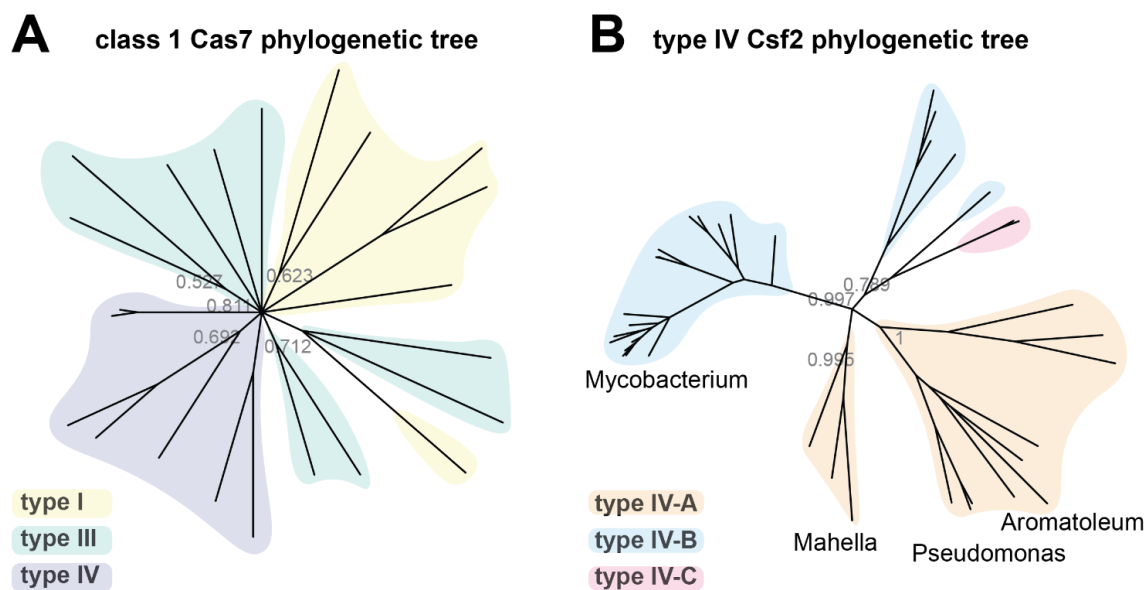 A class 1 Cas7 phylogenetic tree
0.527
0.623
0.811
0.692
0.712
type I
type III
type IV
B type IV Csf2 phylogenetic tree
0.789
0.997
1
0.995
Mycobacterium
Mahella
Pseudomonas
Aromatoleum
type IV-A
type IV-B
type IV-C